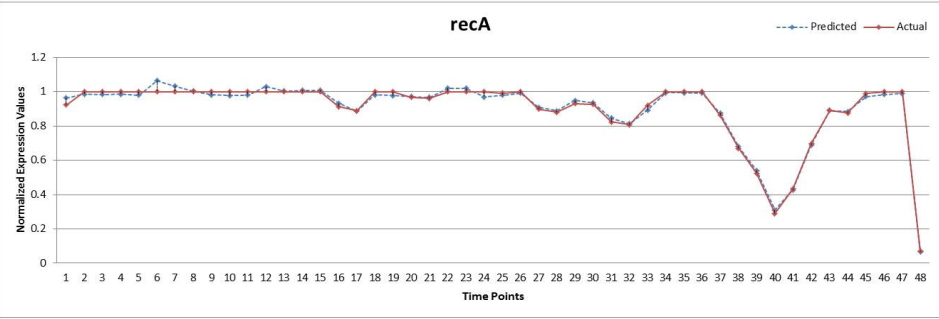 recA
Predicted Actual
Normalized Expression Values
1.2
1
0.8
0.6
0.4
0.2
0
1 2 3 4 5 6 7 8 9 10 11 12 13 14 15 16 17 18 19 20 21 22 23 24 25 26 27 28 29 30 31 32 33 34 35 36 37 38 39 40 41 42 43 44 45 46 47 48
Time Points